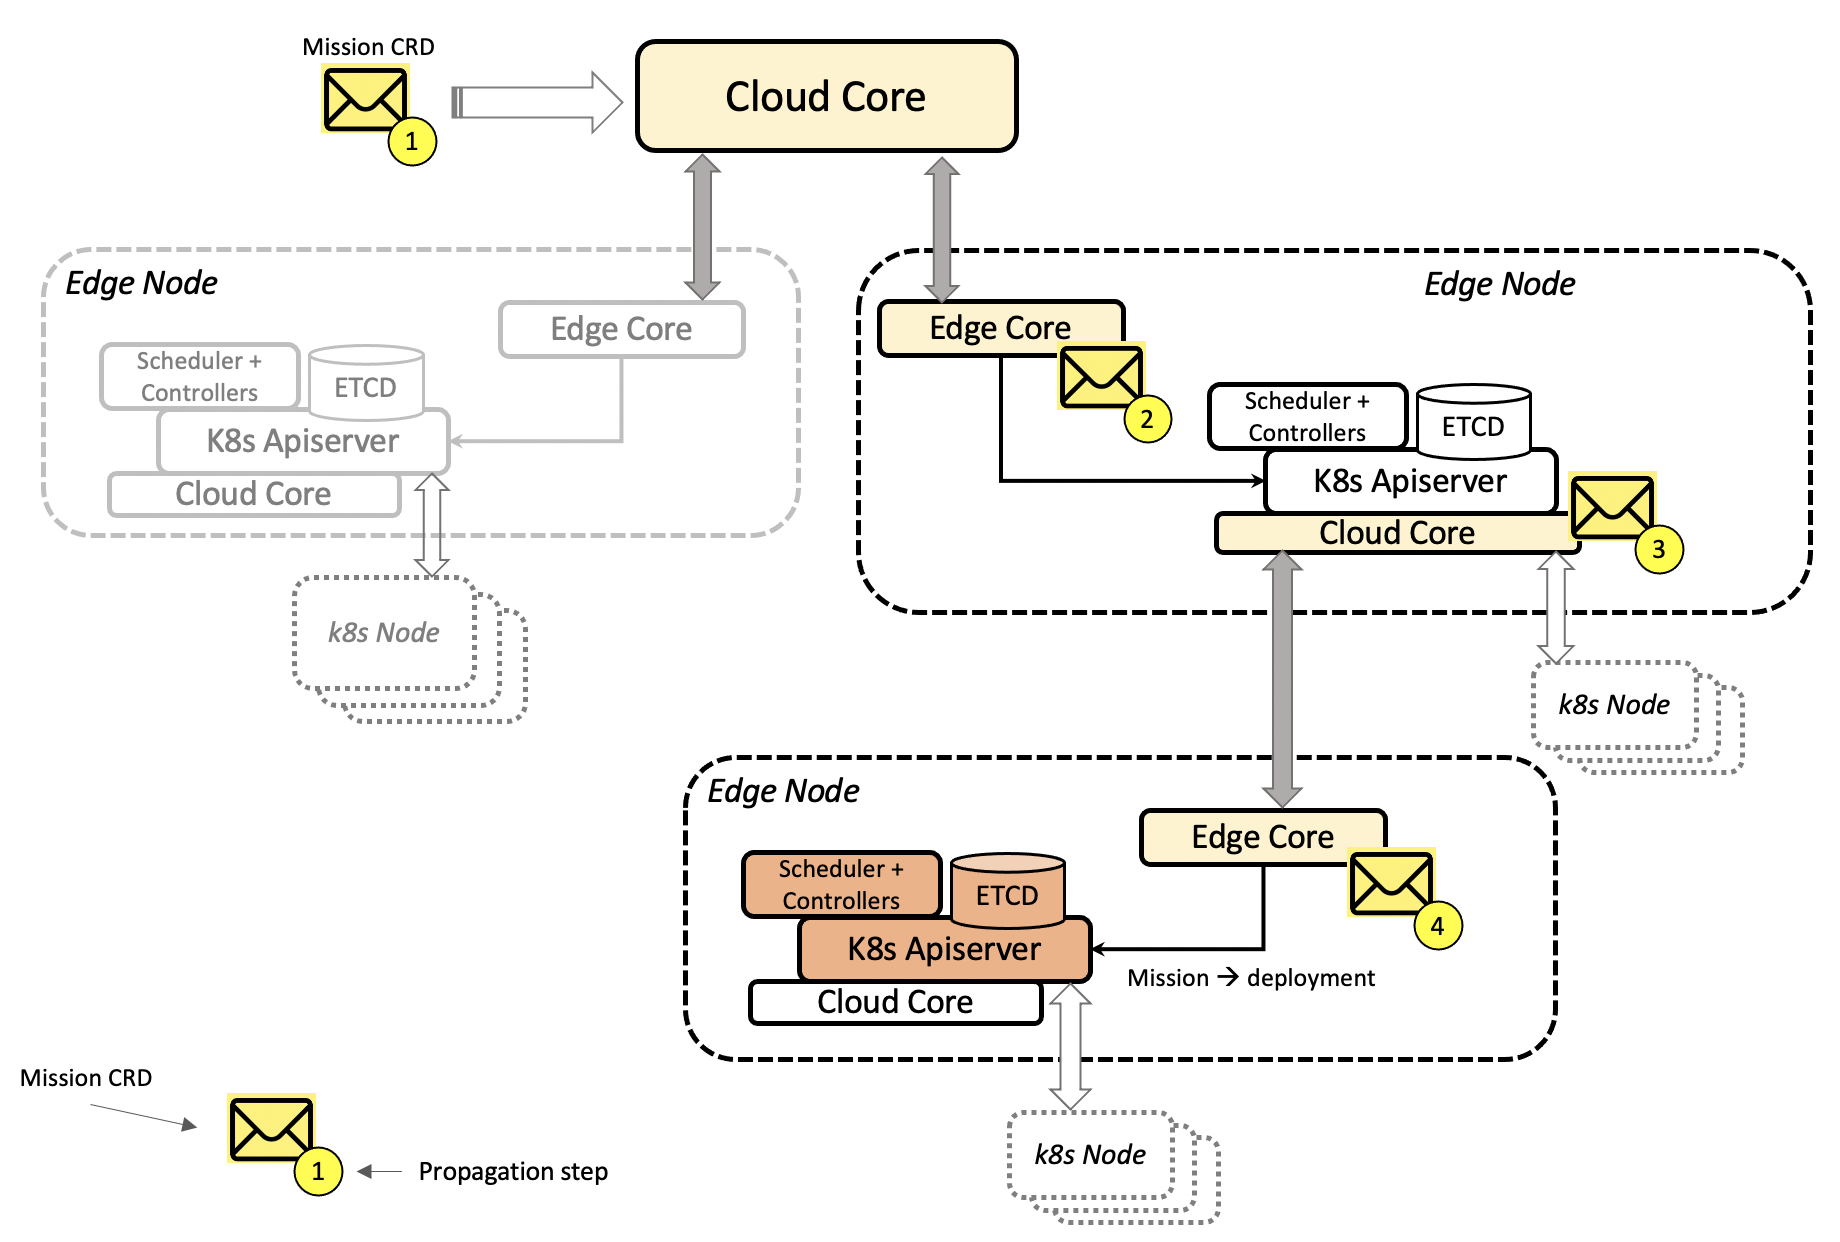 Mission CRD
1
Cloud Core
Edge Node
Edge Core
Scheduler +
Controllers
ETCD
K8s Apiserver
Cloud Core
k8s Node
Edge Node
Edge Core
2
Scheduler +
Controllers
ETCD
K8s Apiserver
Cloud Core
3
k8s Node
Edge Node
Edge Core
4
Scheduler +
Controllers
ETCD
K8s Apiserver
Mission → deployment
Cloud Core
k8s Node
Mission CRD
1
Propagation step